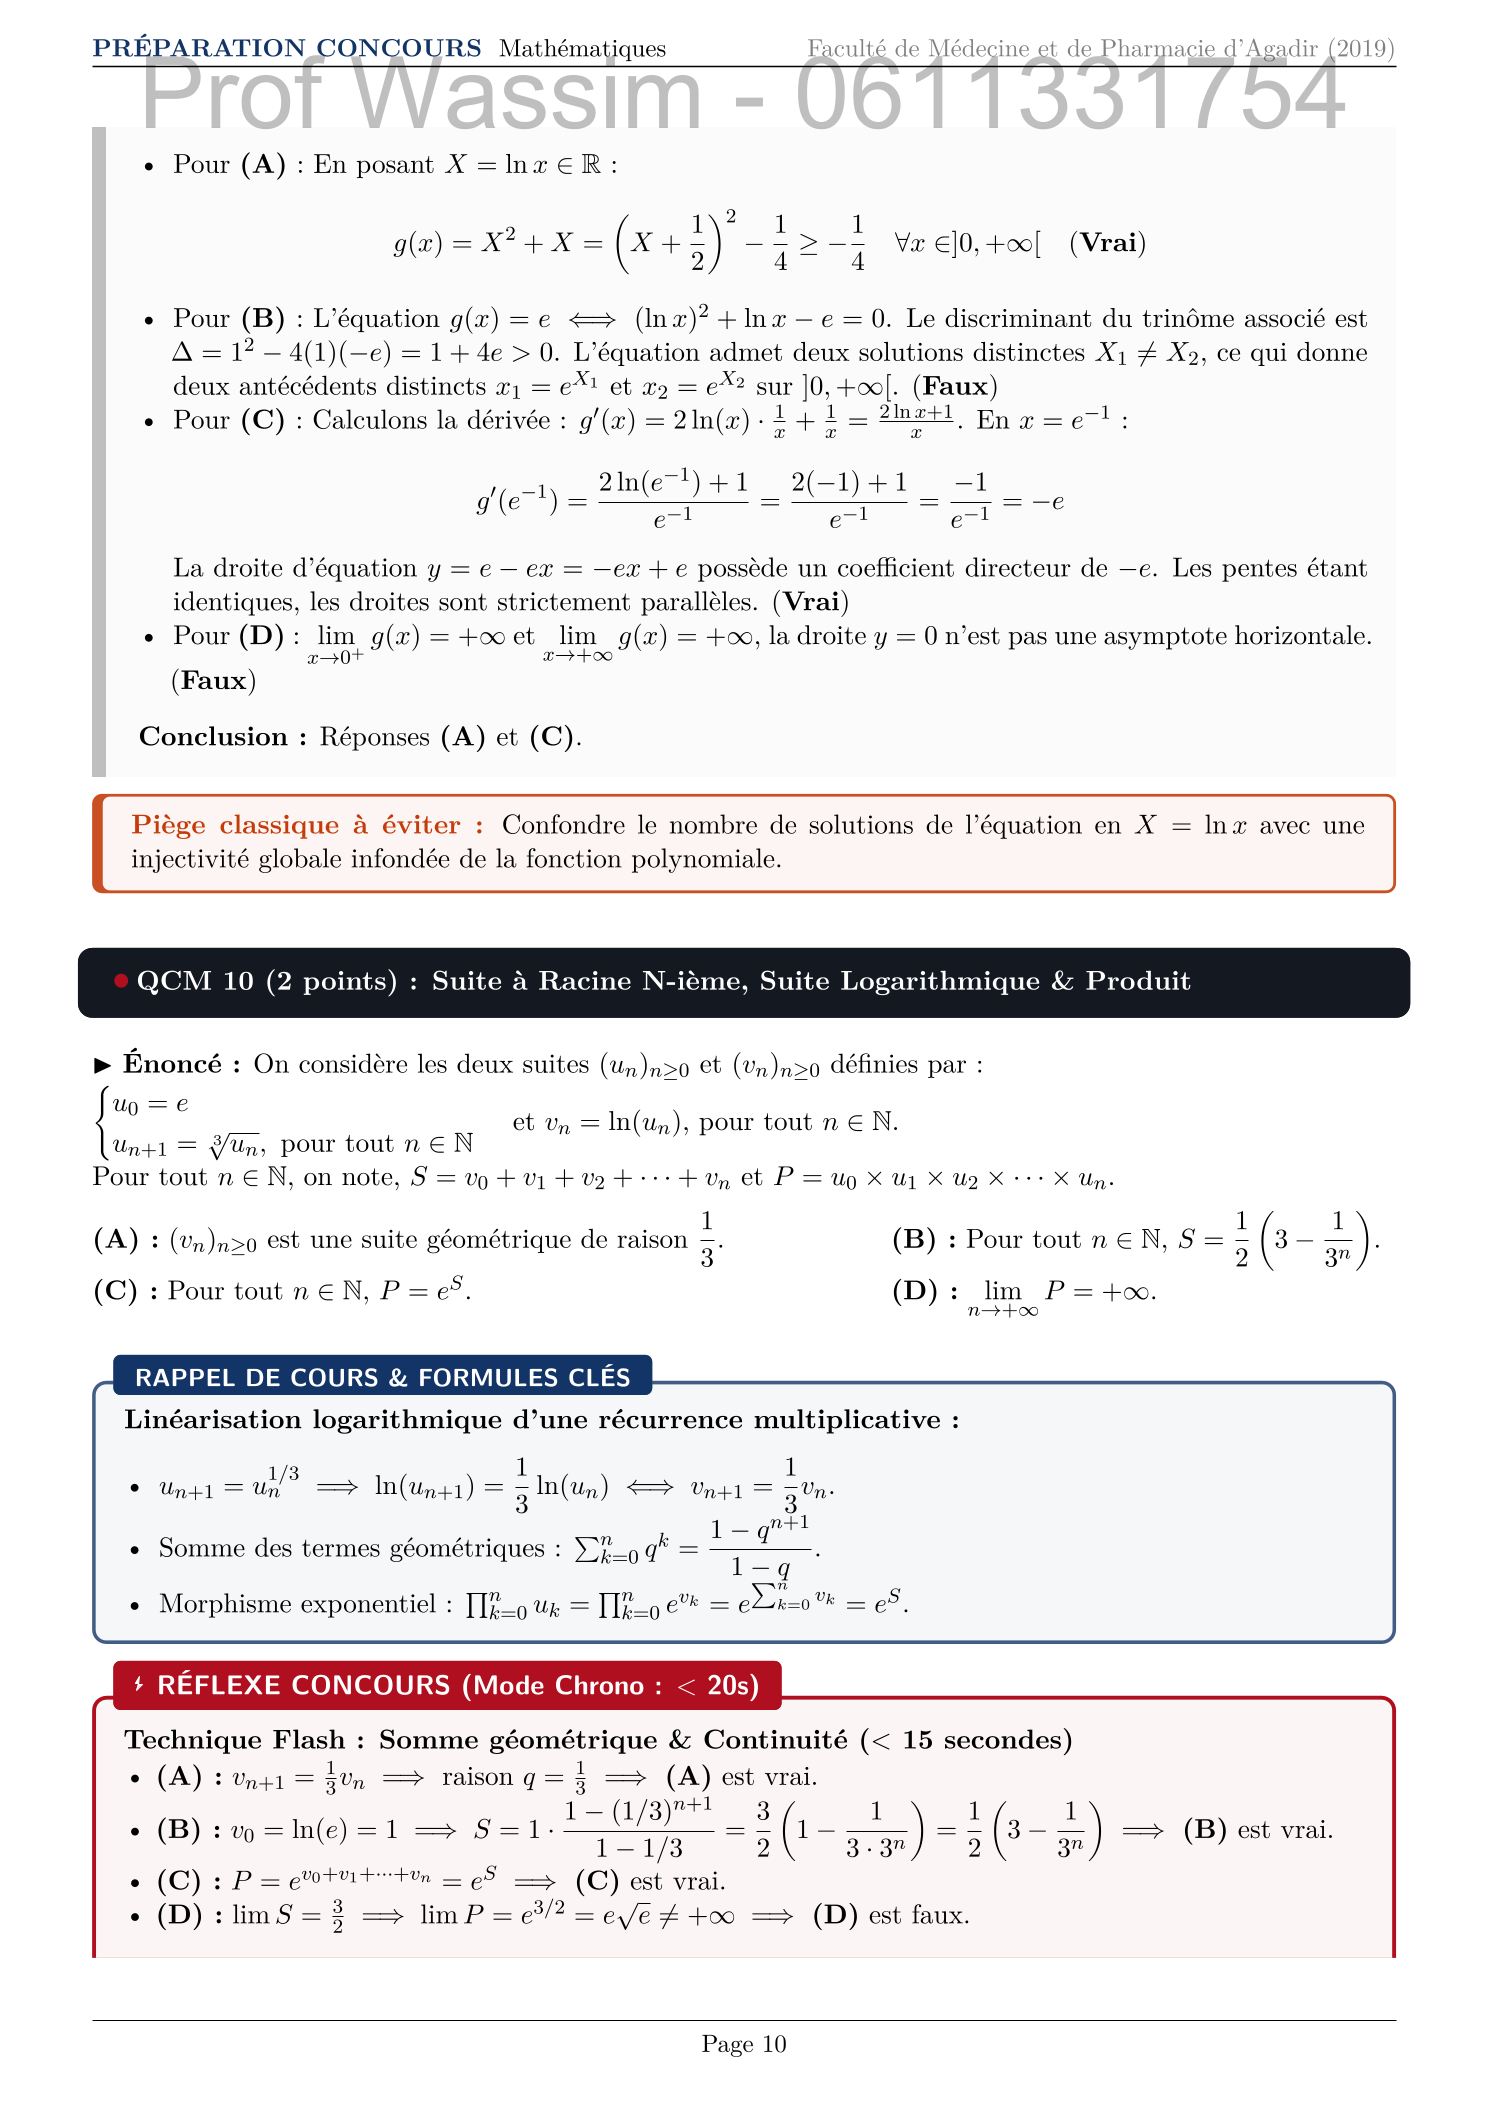 PRÉPARATION CONCOURS Mathématiques Faculté de Médecine et de Pharmacie d'Agadir (2019)
Prof Wassim - 0611331754
• Pour (A) : En posant X = ln x ∈ ℝ :
g(x) = X² + X = (X + 1/2)² − 1/4 ≥ −1/4 ∀x ∈]0, +∞[ (Vrai)
• Pour (B) : L'équation g(x) = e ⟺ (ln x)² + ln x − e = 0. Le discriminant du trinôme associé est
Δ = 1² − 4(1)(−e) = 1 + 4e > 0. L'équation admet deux solutions distinctes X₁ ≠ X₂, ce qui donne
deux antécédents distincts x₁ = e^{X₁} et x₂ = e^{X₂} sur ]0, +∞[. (Faux)
• Pour (C) : Calculons la dérivée : g′(x) = 2 ln(x) · 1/x + 1/x = (2 ln x+1)/x. En x = e⁻¹ :
g′(e⁻¹) = (2 ln(e⁻¹) + 1)/e⁻¹ = (2(−1) + 1)/e⁻¹ = −1/e⁻¹ = −e
La droite d'équation y = e − ex = −ex + e possède un coefficient directeur de −e. Les pentes étant
identiques, les droites sont strictement parallèles. (Vrai)
• Pour (D) : lim_{x→0⁺} g(x) = +∞ et lim_{x→+∞} g(x) = +∞, la droite y = 0 n'est pas une asymptote horizontale.
(Faux)
Conclusion : Réponses (A) et (C).
Piège classique à éviter : Confondre le nombre de solutions de l'équation en X = ln x avec une
injectivité globale infondée de la fonction polynomiale.
● QCM 10 (2 points) : Suite à Racine N-ième, Suite Logarithmique & Produit
▶ Énoncé : On considère les deux suites (uₙ)_{n≥0} et (vₙ)_{n≥0} définies par :
{ u₀ = e
uₙ₊₁ = ∛uₙ, pour tout n ∈ ℕ et vₙ = ln(uₙ), pour tout n ∈ ℕ.
Pour tout n ∈ ℕ, on note, S = v₀ + v₁ + v₂ + ··· + vₙ et P = u₀ × u₁ × u₂ × ··· × uₙ.
(A) : (vₙ)_{n≥0} est une suite géométrique de raison 1/3. (B) : Pour tout n ∈ ℕ, S = 1/2 (3 − 1/3ⁿ).
(C) : Pour tout n ∈ ℕ, P = e^S. (D) : lim_{n→+∞} P = +∞.
RAPPEL DE COURS & FORMULES CLÉS
Linéarisation logarithmique d'une récurrence multiplicative :
• uₙ₊₁ = uₙ^{1/3} ⟹ ln(uₙ₊₁) = 1/3 ln(uₙ) ⟺ vₙ₊₁ = 1/3 vₙ.
• Somme des termes géométriques : ∑_{k=0}^{n} q^k = (1 − q^{n+1})/(1 − q).
• Morphisme exponentiel : ∏_{k=0}^{n} u_k = ∏_{k=0}^{n} e^{v_k} = e^{∑_{k=0}^{n} v_k} = e^S.
RÉFLEXE CONCOURS (Mode Chrono : < 20s)
Technique Flash : Somme géométrique & Continuité (< 15 secondes)
• (A) : vₙ₊₁ = 1/3 vₙ ⟹ raison q = 1/3 ⟹ (A) est vrai.
• (B) : v₀ = ln(e) = 1 ⟹ S = 1 · (1 − (1/3)^{n+1})/(1 − 1/3) = 3/2 (1 − 1/(3 · 3ⁿ)) = 1/2 (3 − 1/3ⁿ) ⟹ (B) est vrai.
• (C) : P = e^{v₀+v₁+···+vₙ} = e^S ⟹ (C) est vrai.
• (D) : lim S = 3/2 ⟹ lim P = e^{3/2} = e√e ≠ +∞ ⟹ (D) est faux.
Page 10